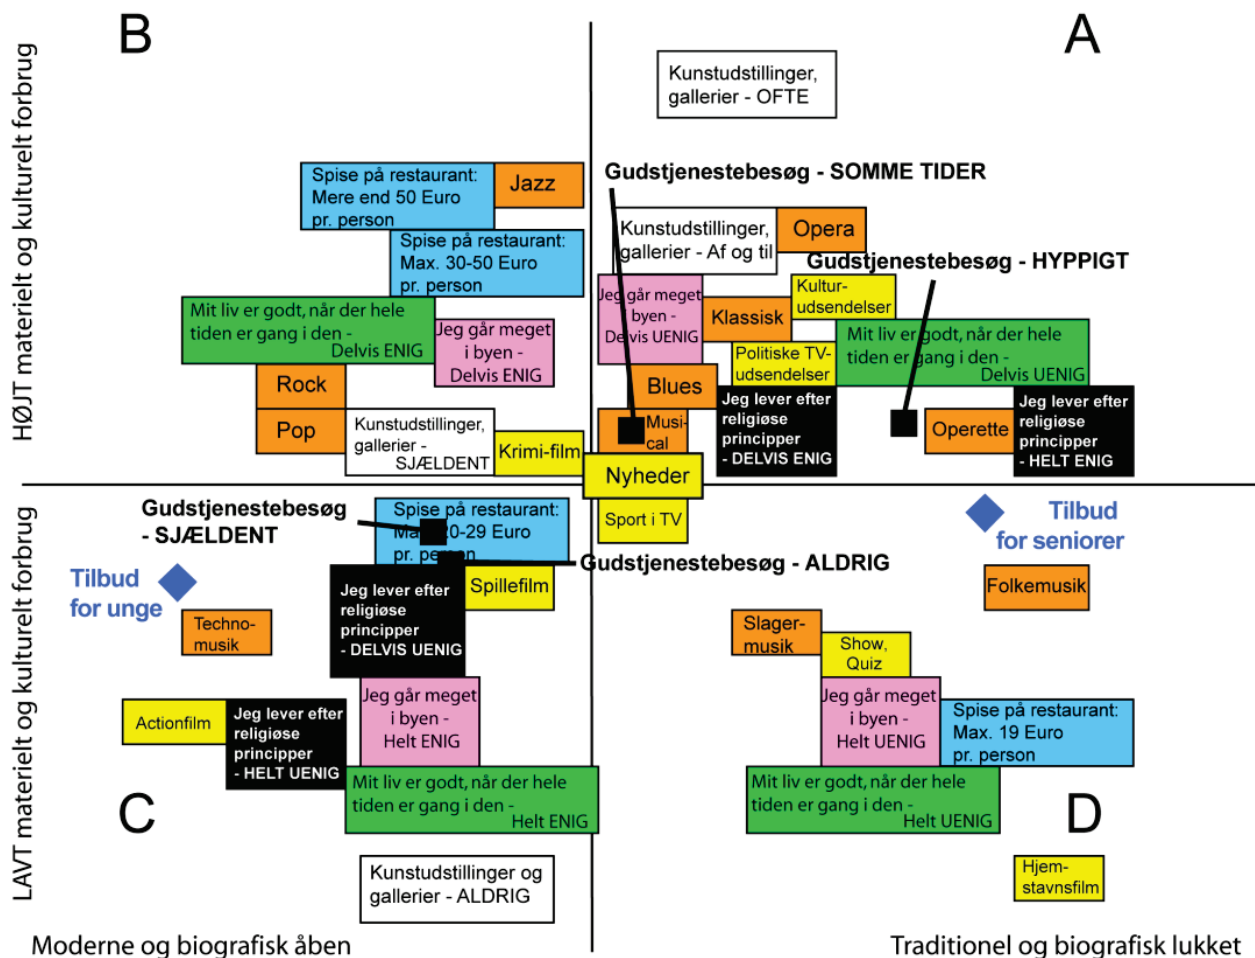 B
A
HØJT materielt og kulturelt forbrug
Kunstudstillinger,
gallerier - OFTE
Gudstjenestebesøg - SOMME TIDER
Spise på restaurant:
Mere end 50 Euro
pr. person
Jazz
Spise på restaurant:
Max. 30-50 Euro
pr. person
Kunstudstillinger,
gallerier - Af og til
Opera
Gudstjenestebesøg - HYPPIGT
Mit liv er godt, når der hele
tiden er gang i den -
Delvis ENIG
Jeg går meget
i byen -
Delvis ENIG
Jeg går meget
i byen -
Delvis UENIG
Klassisk
Kultur-
udsendelser
Politiske TV-
udsendelser
Mit liv er godt, når der hele
tiden er gang i den -
Delvis UENIG
Rock
Pop
Kunstudstillinger,
gallerier -
SJÆLDENT
Krimi-film
Blues
Musi-
cal
Jeg lever efter
religiøse
principper
- DELVIS ENIG
Operette
Jeg lever efter
religiøse
principper
- HELT ENIG
Nyheder
LAVT materielt og kulturelt forbrug
Gudstjenestebesøg
- SJÆLDENT
Spise på restaurant:
Max. 20-29 Euro
pr. person
Sport i TV
Tilbud
for seniorer
Gudstjenestebesøg - ALDRIG
Tilbud
for unge
Jeg lever efter
religiøse
principper
- DELVIS UENIG
Spillefilm
Folkemusik
Techno-
musik
Slager-
musik
Show,
Quiz
Actionfilm
Jeg lever efter
religiøse
principper
- HELT UENIG
Jeg går meget
i byen -
Helt ENIG
Jeg går meget
i byen -
Helt UENIG
Spise på restaurant:
Max. 19 Euro
pr. person
Mit liv er godt, når der hele
tiden er gang i den -
Helt ENIG
Mit liv er godt, når der hele
tiden er gang i den -
Helt UENIG
C
D
Kunstudstillinger og
gallerier - ALDRIG
Hjem-
stavnsfilm
Moderne og biografisk åben
Traditionel og biografisk lukket